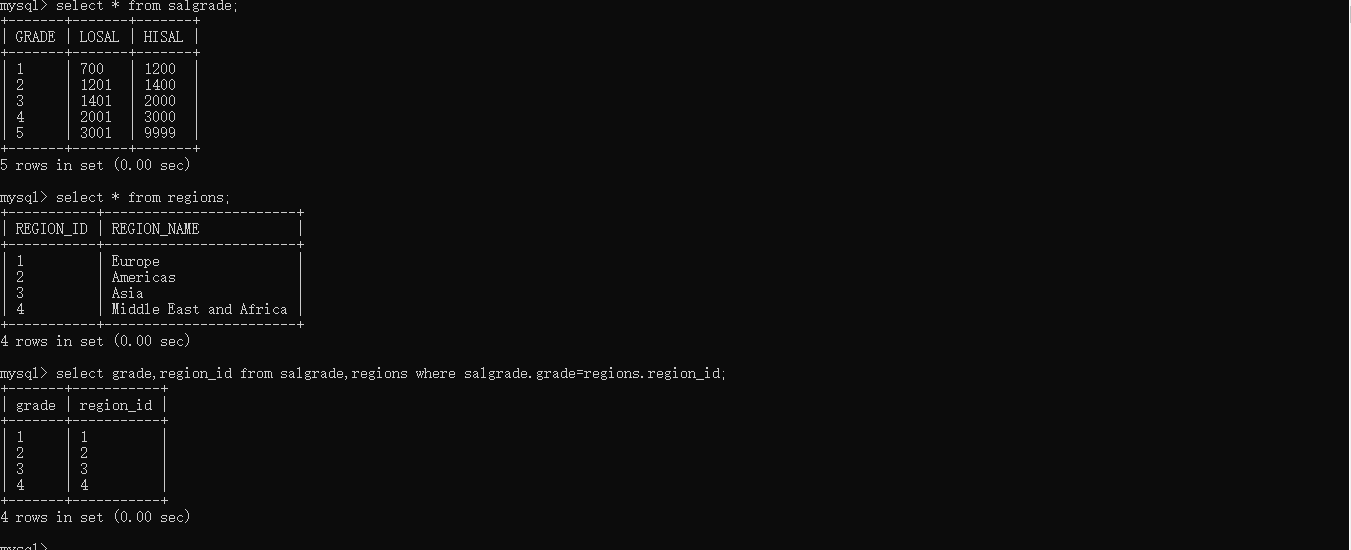 mysql> select * from salgrade;
+-------+-------+-------+
| GRADE | LOSAL | HISAL |
+-------+-------+-------+
| 1     | 700   | 1200  |
| 2     | 1201  | 1400  |
| 3     | 1401  | 2000  |
| 4     | 2001  | 3000  |
| 5     | 3001  | 9999  |
+-------+-------+-------+
5 rows in set (0.00 sec)
mysql> select * from regions;
+-----------+------------------------+
| REGION_ID | REGION_NAME            |
+-----------+------------------------+
| 1         | Europe                 |
| 2         | Americas               |
| 3         | Asia                   |
| 4         | Middle East and Africa |
+-----------+------------------------+
4 rows in set (0.00 sec)
mysql> select grade,region_id from salgrade,regions where salgrade.grade=regions.region_id;
+-------+-----------+
| grade | region_id |
+-------+-----------+
| 1     | 1         |
| 2     | 2         |
| 3     | 3         |
| 4     | 4         |
+-------+-----------+
4 rows in set (0.00 sec)
mysql>